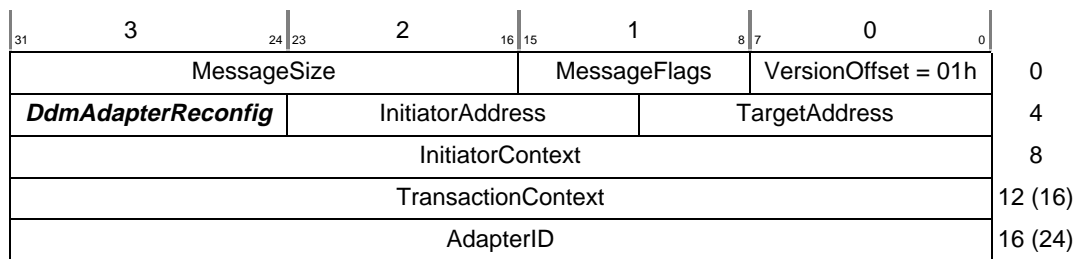 3 2 1 0
31 24 23 16 15 8 7 0
MessageSize MessageFlags VersionOffset = 01h 0
DdmAdapterReconfig InitiatorAddress TargetAddress 4
InitiatorContext 8
TransactionContext 12 (16)
AdapterID 16 (24)